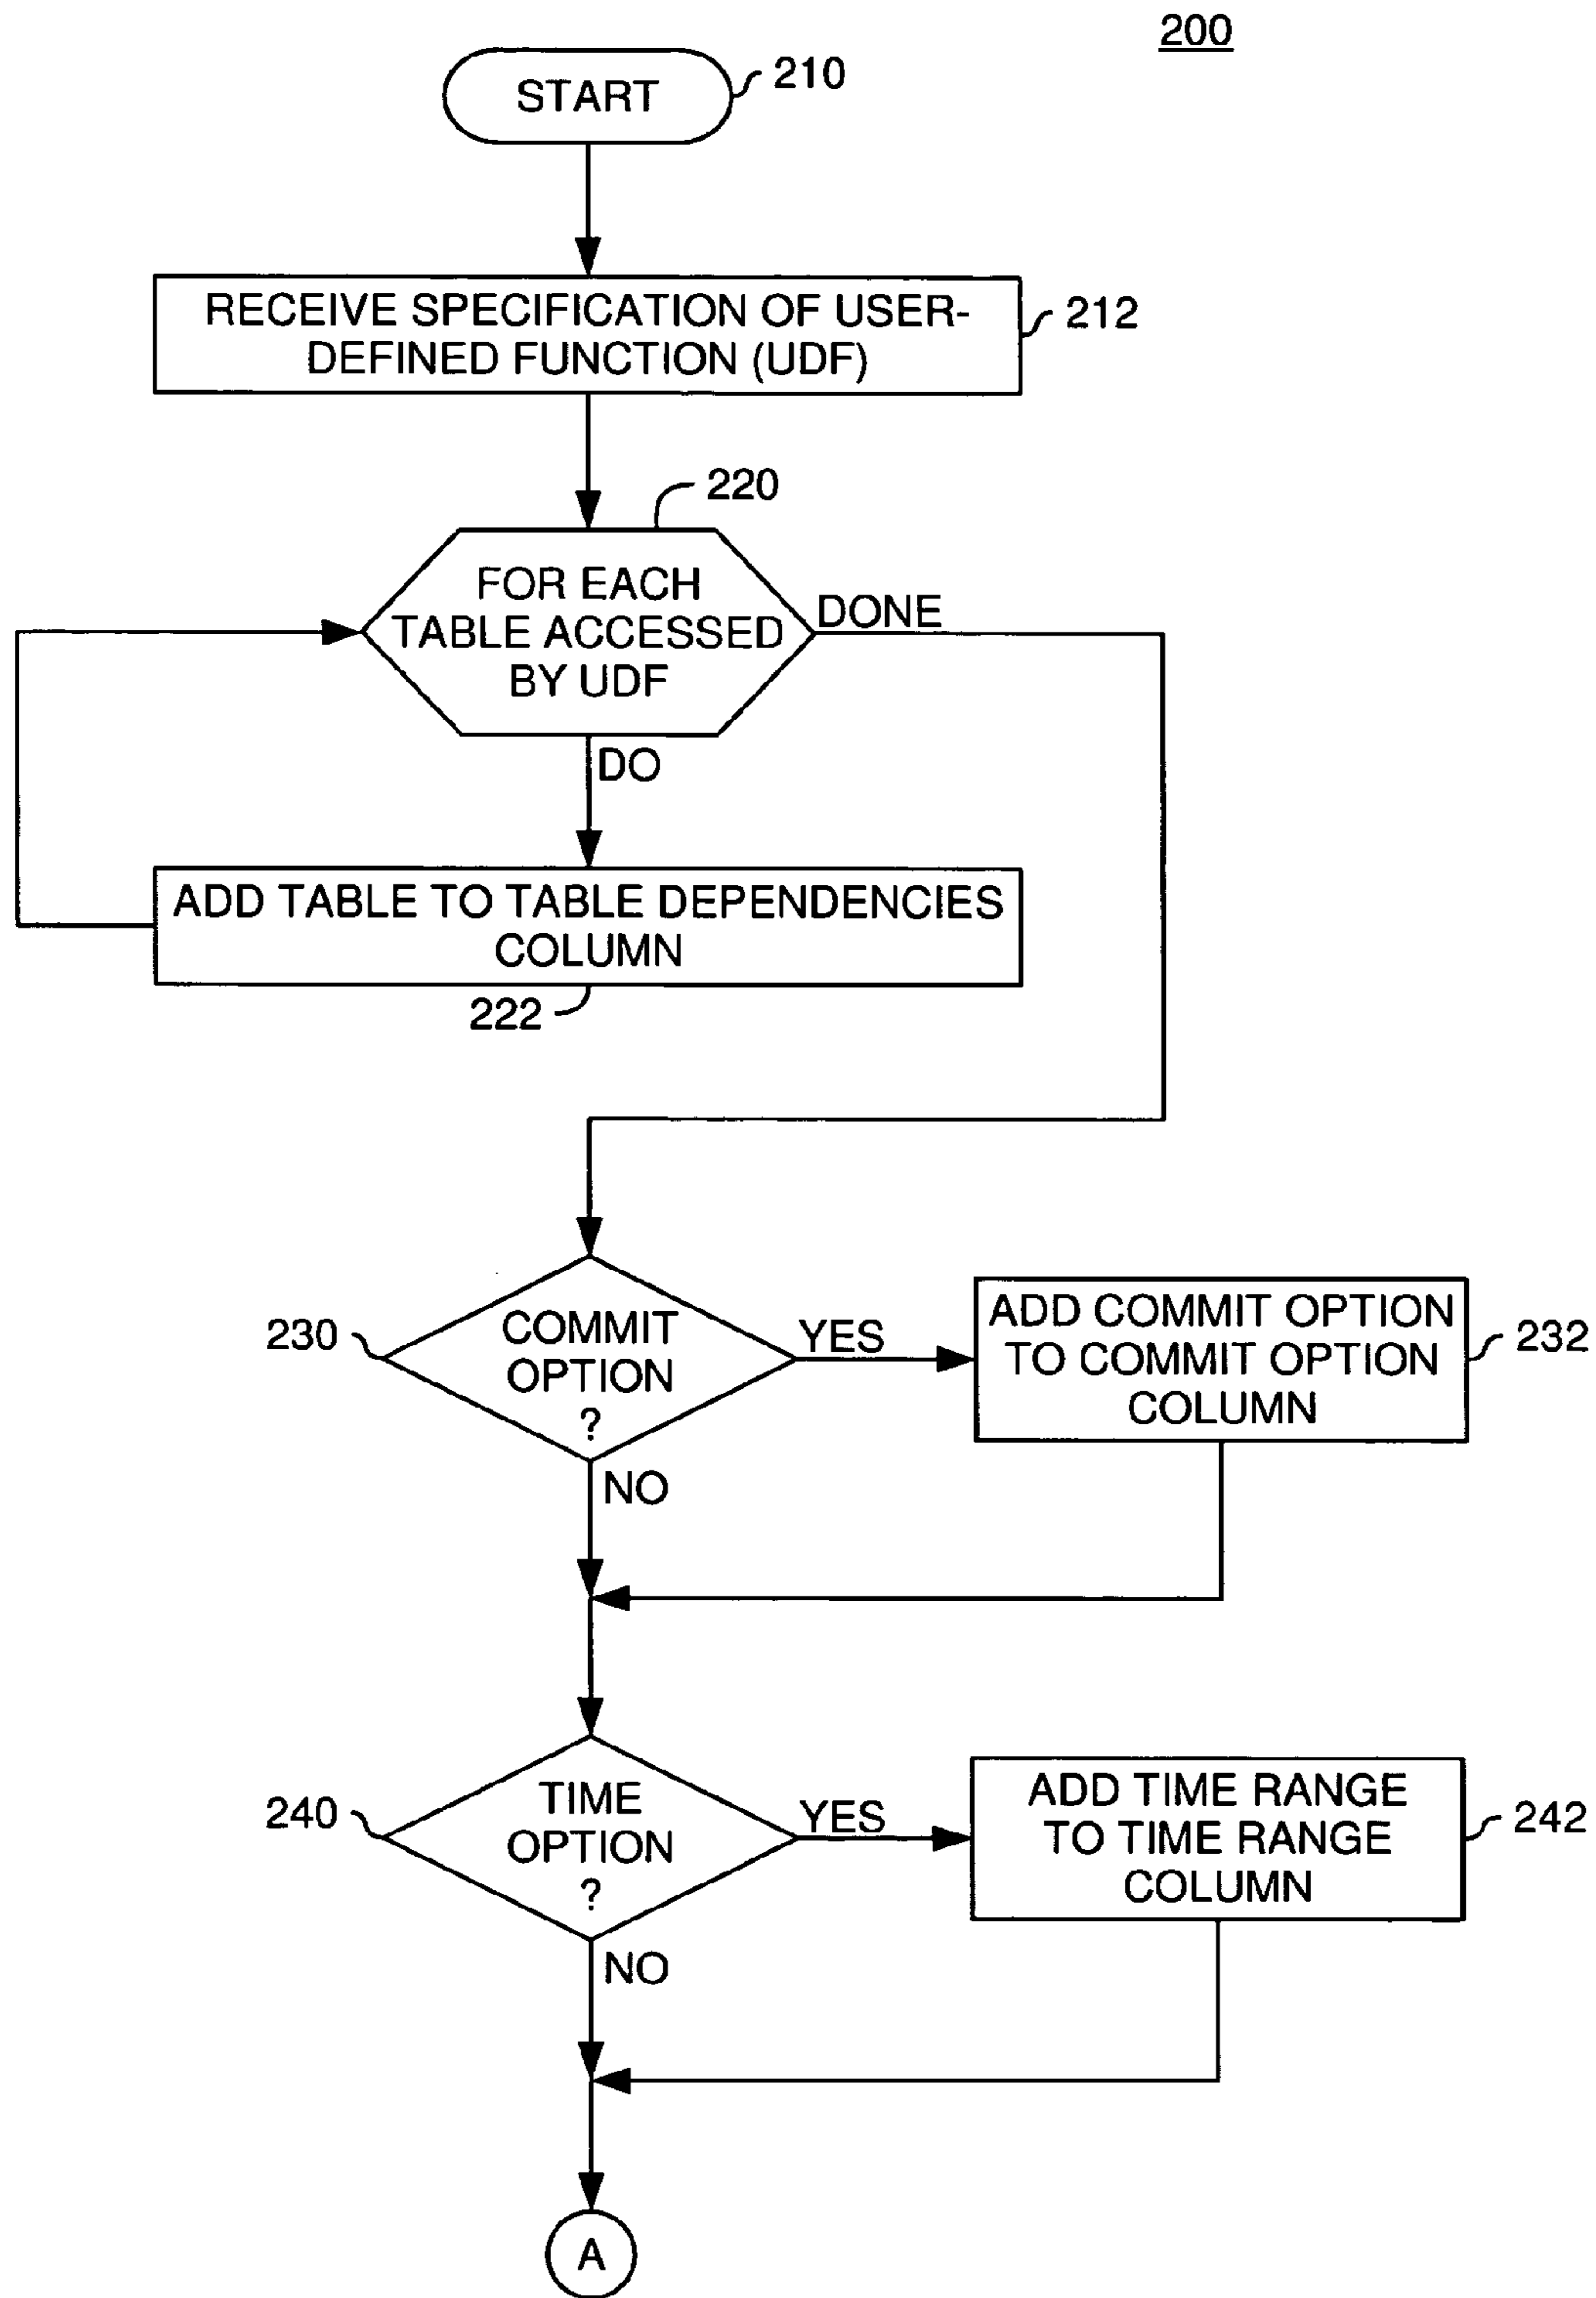 200
START
210
RECEIVE SPECIFICATION OF USER-
DEFINED FUNCTION (UDF)
212
220
FOR EACH
TABLE ACCESSED
BY UDF
DONE
DO
ADD TABLE TO TABLE DEPENDENCIES
COLUMN
222
230
COMMIT
OPTION
?
YES
ADD COMMIT OPTION
TO COMMIT OPTION
COLUMN
232
NO
240
TIME
OPTION
?
YES
ADD TIME RANGE
TO TIME RANGE
COLUMN
242
NO
A